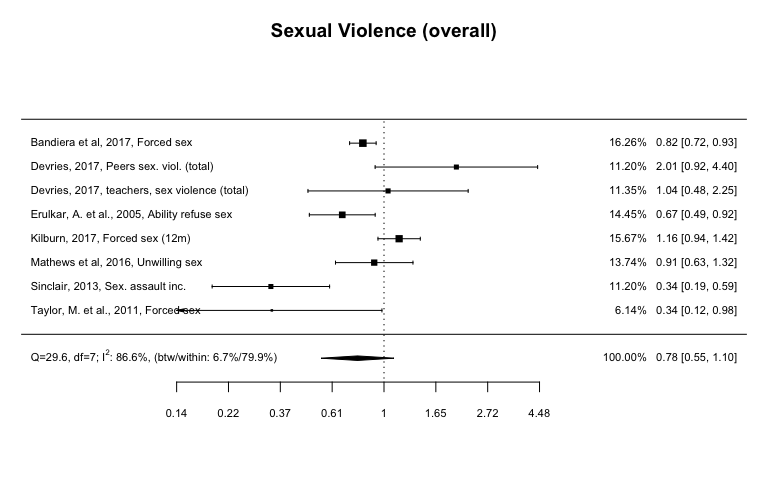 Sexual Violence (overall)
Bandiera et al, 2017, Forced sex 16.26% 0.82 [0.72, 0.93]
Devries, 2017, Peers sex. viol. (total) 11.20% 2.01 [0.92, 4.40]
Devries, 2017, teachers, sex violence (total) 11.35% 1.04 [0.48, 2.25]
Erulkar, A. et al., 2005, Ability refuse sex 14.45% 0.67 [0.49, 0.92]
Kilburn, 2017, Forced sex (12m) 15.67% 1.16 [0.94, 1.42]
Mathews et al, 2016, Unwilling sex 13.74% 0.91 [0.63, 1.32]
Sinclair, 2013, Sex. assault inc. 11.20% 0.34 [0.19, 0.59]
Taylor, M. et al., 2011, Forced sex 6.14% 0.34 [0.12, 0.98]
Q=29.6, df=7; I²: 86.6%, (btw/within: 6.7%/79.9%) 100.00% 0.78 [0.55, 1.10]
0.14 0.22 0.37 0.61 1 1.65 2.72 4.48